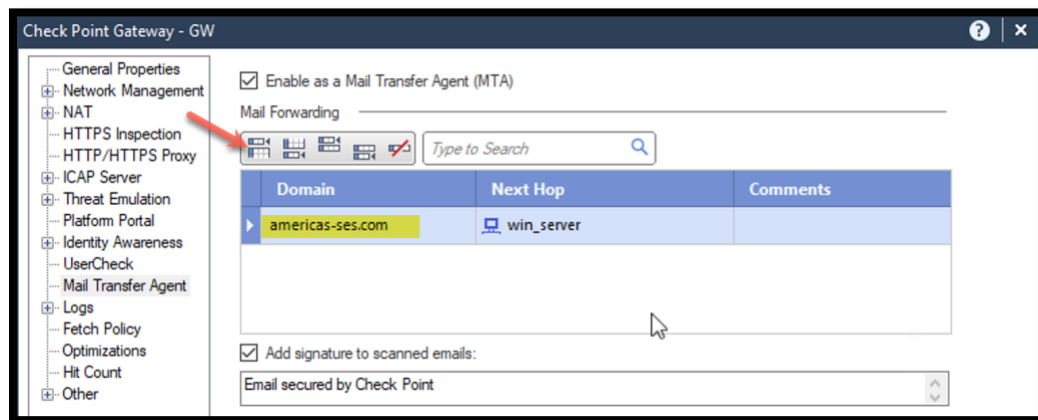 Check Point Gateway - GW
General Properties
Network Management
NAT
HTTPS Inspection
HTTP/HTTPS Proxy
ICAP Server
Threat Emulation
Platform Portal
Identity Awareness
UserCheck
Mail Transfer Agent
Logs
Fetch Policy
Optimizations
Hit Count
Other
Enable as a Mail Transfer Agent (MTA)
Mail Forwarding
Type to Search
Domain Next Hop Comments
americas-ses.com win_server
Add signature to scanned emails:
Email secured by Check Point